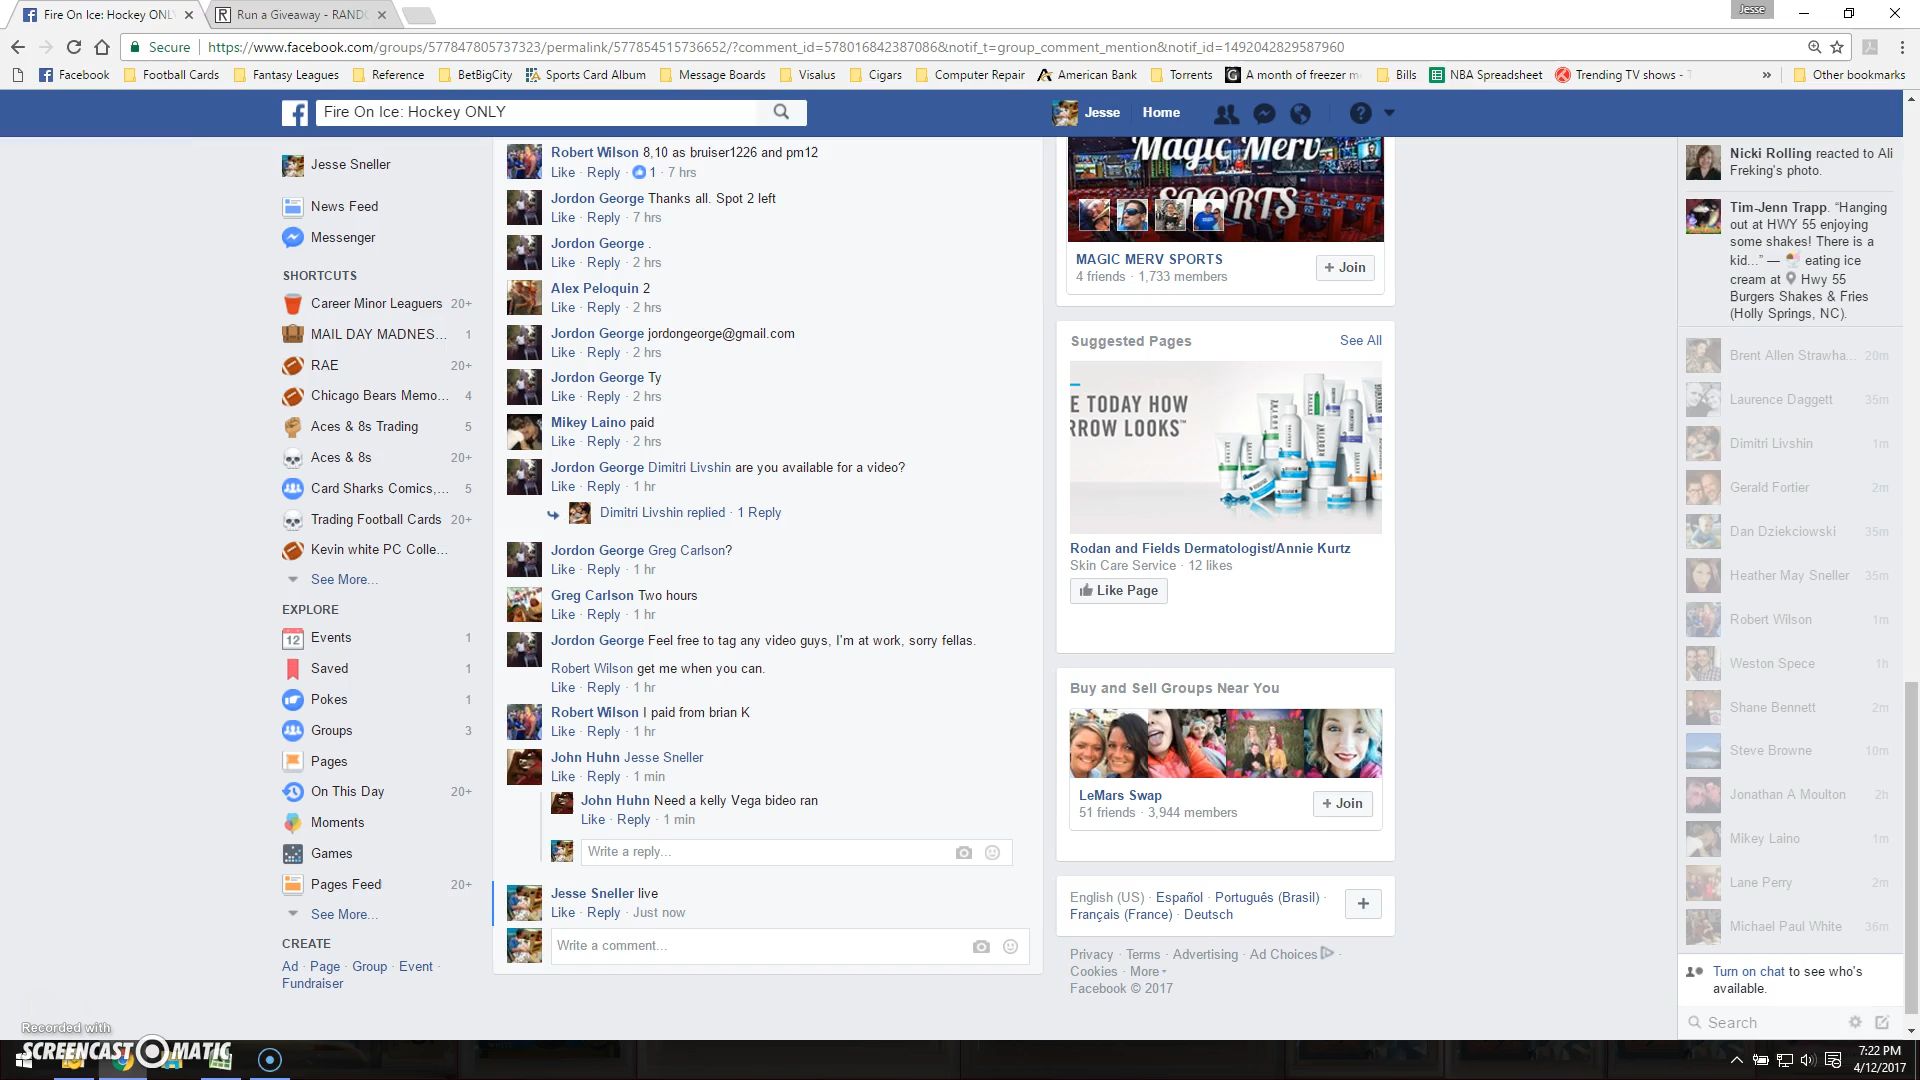 Fire On Ice: Hockey ONL
Run a Giveaway - RAND
Jesse
Secure
https://www.facebook.com/groups/577847805737323/permalink/577854515736652/?comment_id=578016842387086&notif_t=group_comment_mention&notif_id=1492042829587960
Facebook Football Cards Fantasy Leagues Reference BetBigCity Sports Card Album Message Boards Visalus Cigars Computer Repair American Bank Torrents A month of freezer m Bills NBA Spreadsheet Trending TV shows - T » Other bookmarks
Fire On Ice: Hockey ONLY
Jesse Home
Jesse Sneller
News Feed
Messenger
SHORTCUTS
Career Minor Leaguers 20+
MAIL DAY MADNES... 1
RAE 20+
Chicago Bears Memo... 4
Aces & 8s Trading 5
Aces & 8s 20+
Card Sharks Comics,... 5
Trading Football Cards 20+
Kevin white PC Colle...
See More...
EXPLORE
12 Events 1
Saved 1
Pokes 1
Groups 3
Pages
On This Day 20+
Moments
Games
Pages Feed 20+
See More...
CREATE
Ad · Page · Group · Event ·
Fundraiser
Robert Wilson 8,10 as bruiser1226 and pm12
Like · Reply · 1 · 7 hrs
Jordon George Thanks all. Spot 2 left
Like · Reply · 7 hrs
Jordon George .
Like · Reply · 2 hrs
Alex Peloquin 2
Like · Reply · 2 hrs
Jordon George jordongeorge@gmail.com
Like · Reply · 2 hrs
Jordon George Ty
Like · Reply · 2 hrs
Mikey Laino paid
Like · Reply · 2 hrs
Jordon George Dimitri Livshin are you available for a video?
Like · Reply · 1 hr
Dimitri Livshin replied · 1 Reply
Jordon George Greg Carlson?
Like · Reply · 1 hr
Greg Carlson Two hours
Like · Reply · 1 hr
Jordon George Feel free to tag any video guys, I'm at work, sorry fellas.
Robert Wilson get me when you can.
Like · Reply · 1 hr
Robert Wilson I paid from brian K
Like · Reply · 1 hr
John Huhn Jesse Sneller
Like · Reply · 1 min
John Huhn Need a kelly Vega bideo ran
Like · Reply · 1 min
Write a reply...
Jesse Sneller live
Like · Reply · Just now
Write a comment...
Magic Merv
SPORTS
MAGIC MERV SPORTS
4 friends · 1,733 members
+ Join
Suggested Pages See All
E TODAY HOW
RROW LOOKS™
Rodan and Fields Dermatologist/Annie Kurtz
Skin Care Service · 12 likes
Like Page
Buy and Sell Groups Near You
LeMars Swap
51 friends · 3,944 members
+ Join
English (US) · Español · Português (Brasil) ·
Français (France) · Deutsch
+
Privacy · Terms · Advertising · Ad Choices ·
Cookies · More
Facebook © 2017
Nicki Rolling reacted to Ali
Freking's photo.
Tim-Jenn Trapp. “Hanging
out at HWY 55 enjoying
some shakes! There is a
kid...” — eating ice
cream at Hwy 55
Burgers Shakes & Fries
(Holly Springs, NC).
Brent Allen Strawha... 20m
Laurence Daggett 35m
Dimitri Livshin 1m
Gerald Fortier 2m
Dan Dziekciowski 35m
Heather May Sneller 35m
Robert Wilson 1m
Weston Spece 1h
Shane Bennett 2m
Steve Browne 10m
Jonathan A Moulton 2h
Mikey Laino 1m
Lane Perry 2m
Michael Paul White 36m
Turn on chat to see who's
available.
Search
Recorded with
SCREENCAST MATIC
7:22 PM
4/12/2017